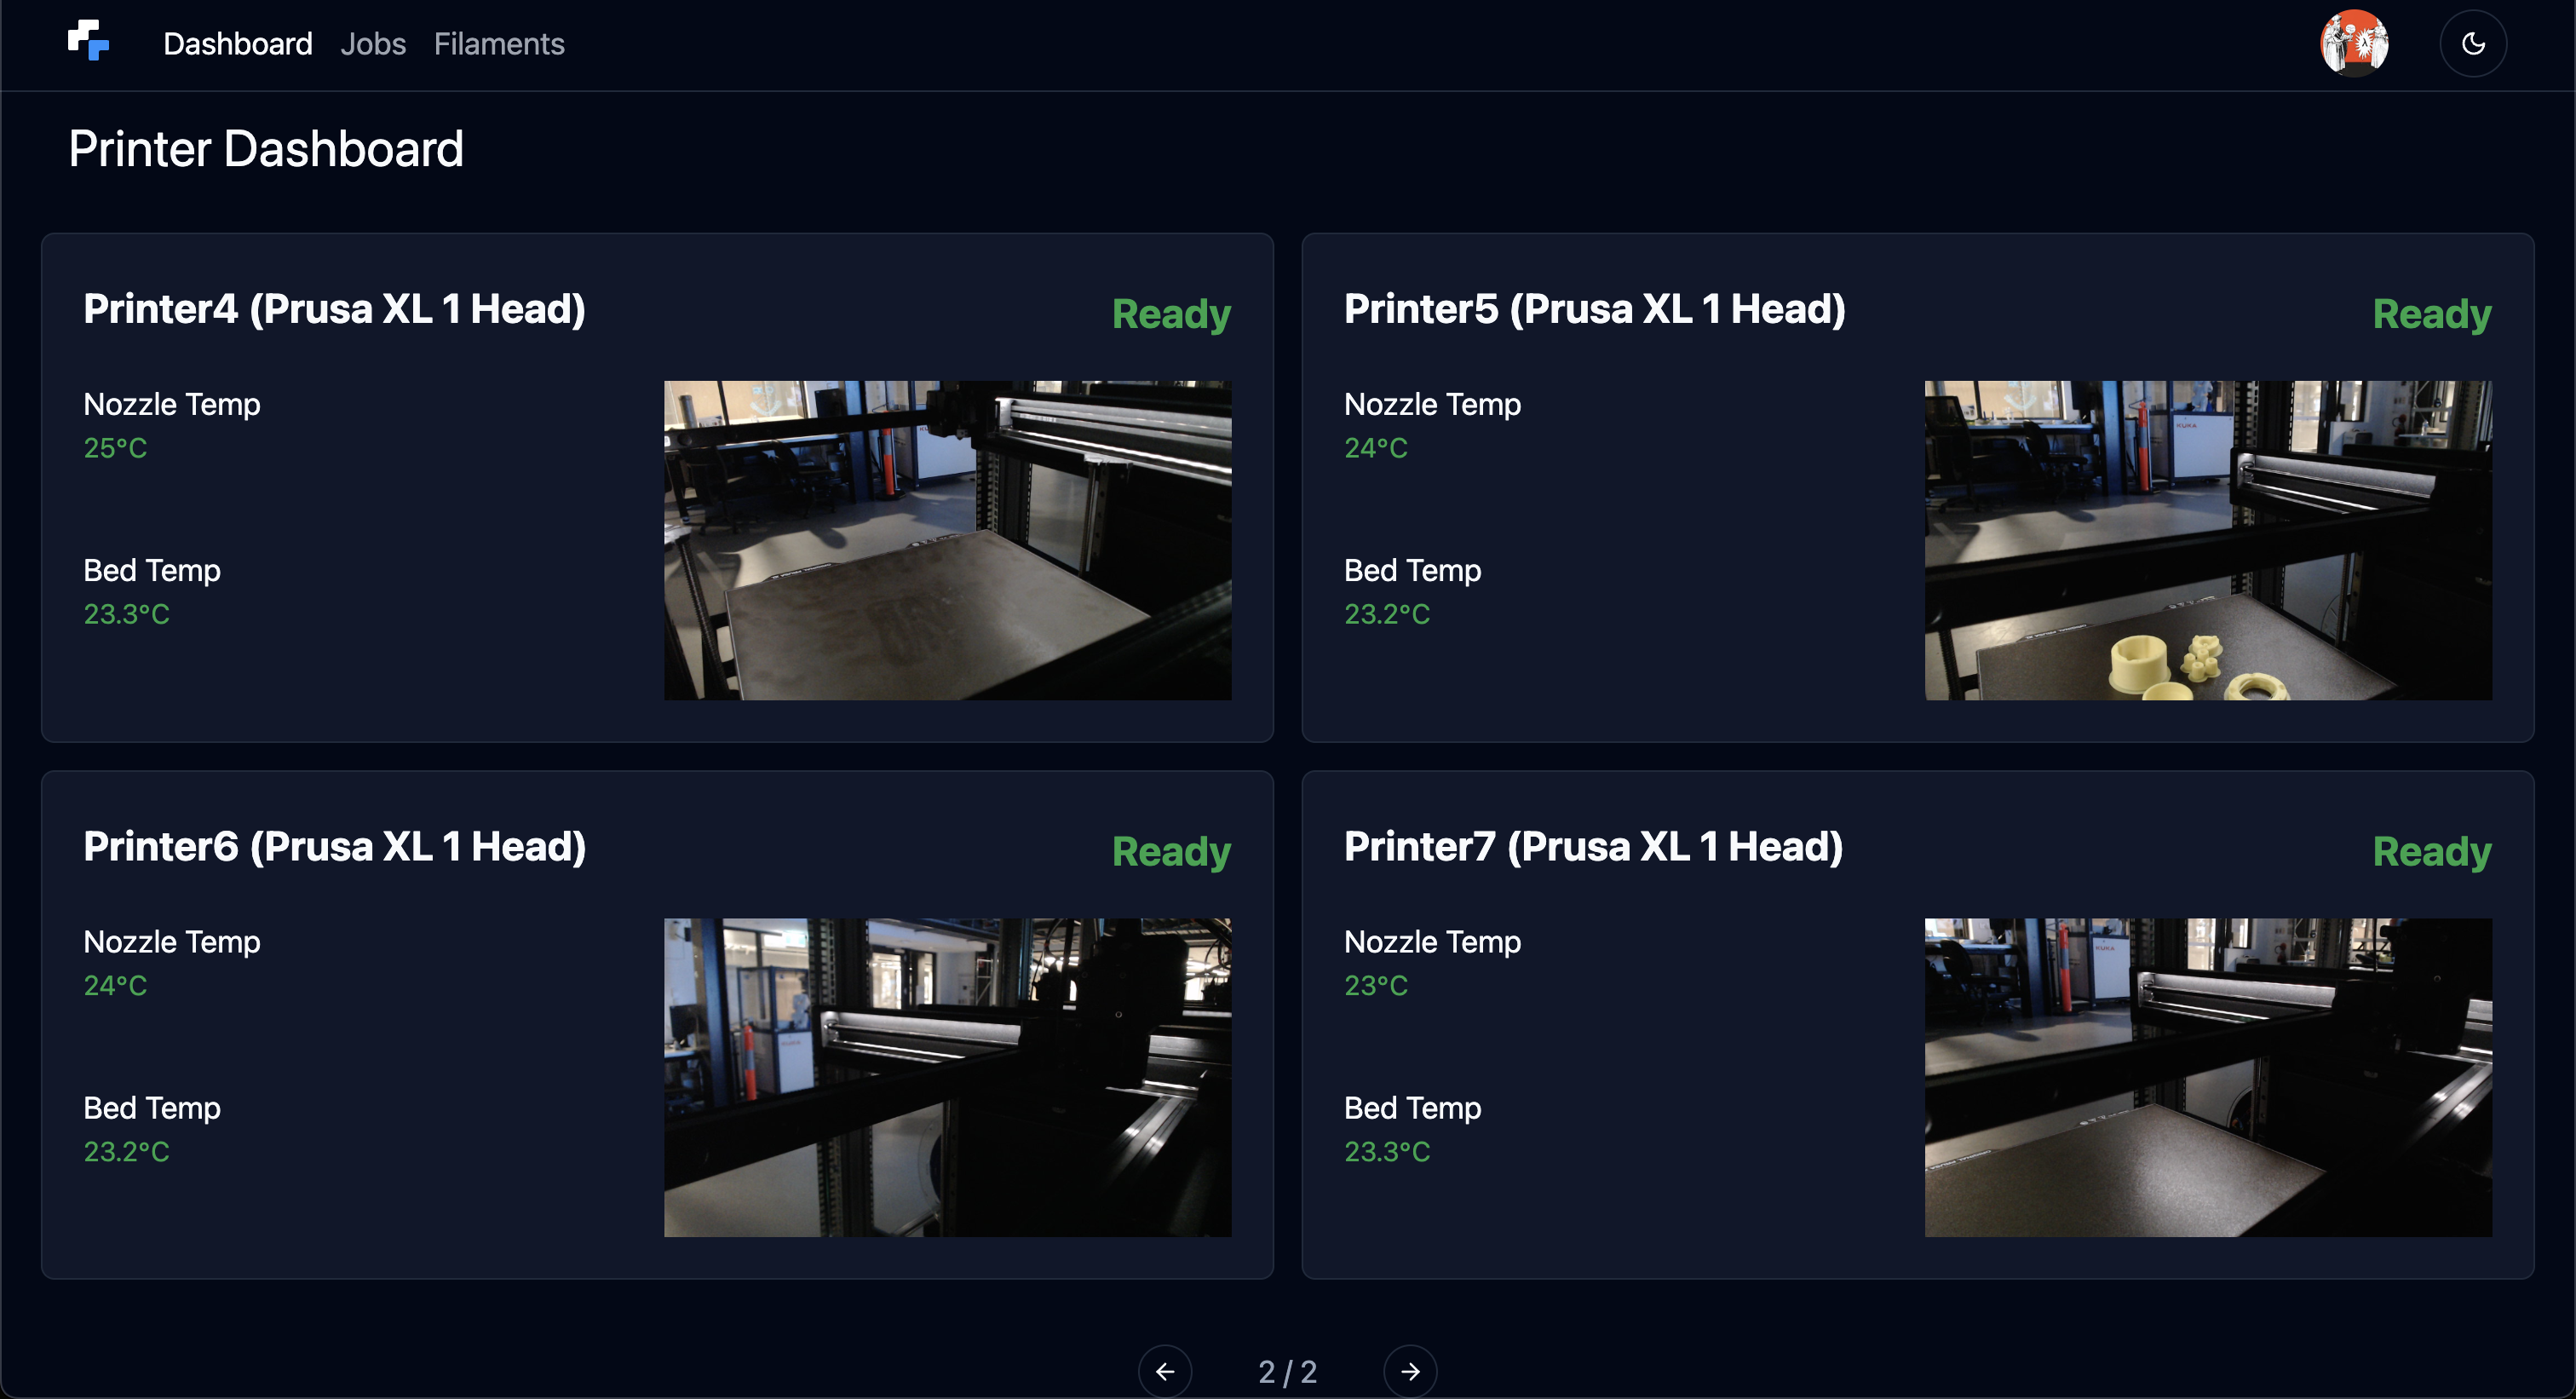 Dashboard Jobs Filaments
Printer Dashboard
Printer4 (Prusa XL 1 Head)
Ready
Nozzle Temp
25°C
Bed Temp
23.3°C
Printer5 (Prusa XL 1 Head)
Ready
Nozzle Temp
24°C
Bed Temp
23.2°C
KUKA
Printer6 (Prusa XL 1 Head)
Ready
Nozzle Temp
24°C
Bed Temp
23.2°C
KUKA
Printer7 (Prusa XL 1 Head)
Ready
Nozzle Temp
23°C
Bed Temp
23.3°C
KUKA
2 / 2